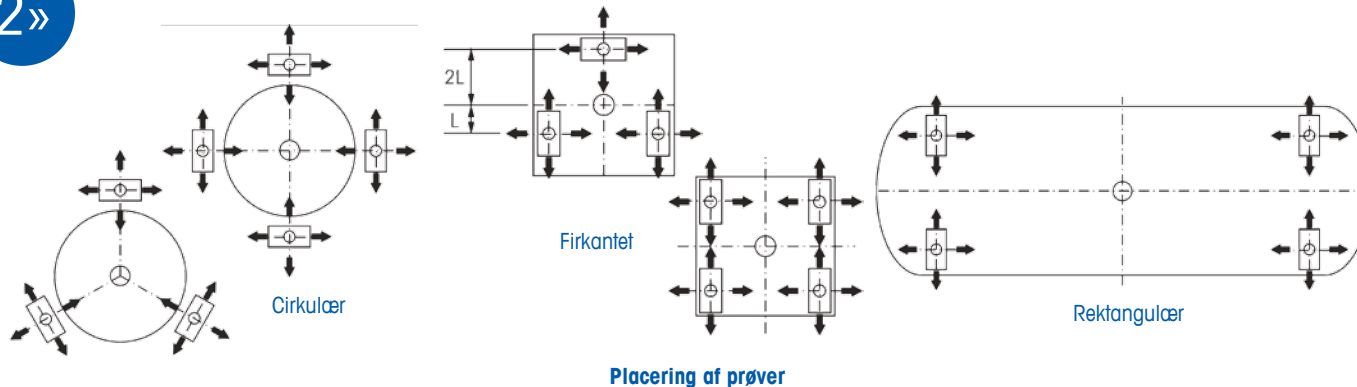 2»
2L
L
Firkantet
Cirkulær
Rektangulær
Placering af prøver